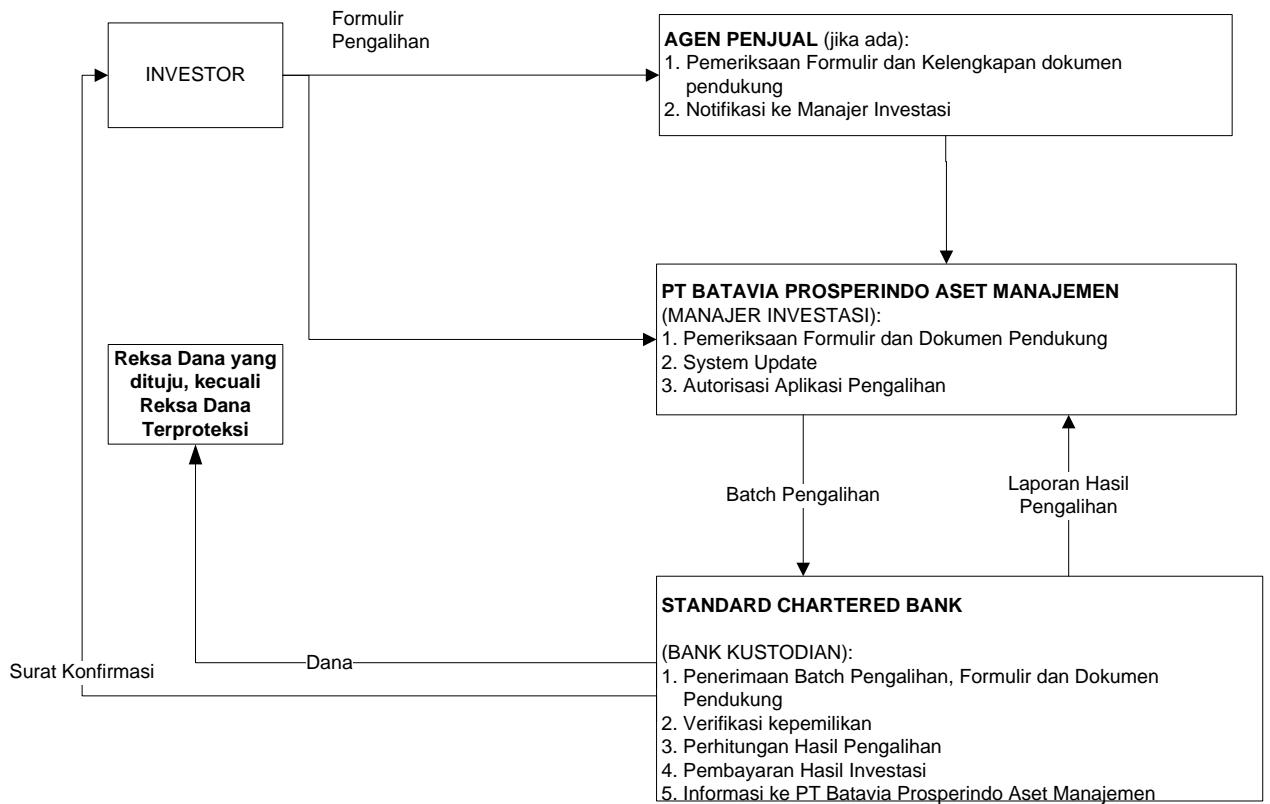 Formulir
Pengalihan
INVESTOR
AGEN PENJUAL (jika ada):
1. Pemeriksaan Formulir dan Kelengkapan dokumen
pendukung
2. Notifikasi ke Manajer Investasi
PT BATAVIA PROSPERINDO ASET MANAJEMEN
(MANAJER INVESTASI):
1. Pemeriksaan Formulir dan Dokumen Pendukung
2. System Update
3. Autorisasi Aplikasi Pengalihan
Reksa Dana yang
dituju, kecuali
Reksa Dana
Terproteksi
Batch Pengalihan
Laporan Hasil
Pengalihan
STANDARD CHARTERED BANK
(BANK KUSTODIAN):
1. Penerimaan Batch Pengalihan, Formulir dan Dokumen
Pendukung
2. Verifikasi kepemilikan
3. Perhitungan Hasil Pengalihan
4. Pembayaran Hasil Investasi
5. Informasi ke PT Batavia Prosperindo Aset Manajemen
Dana
Surat Konfirmasi